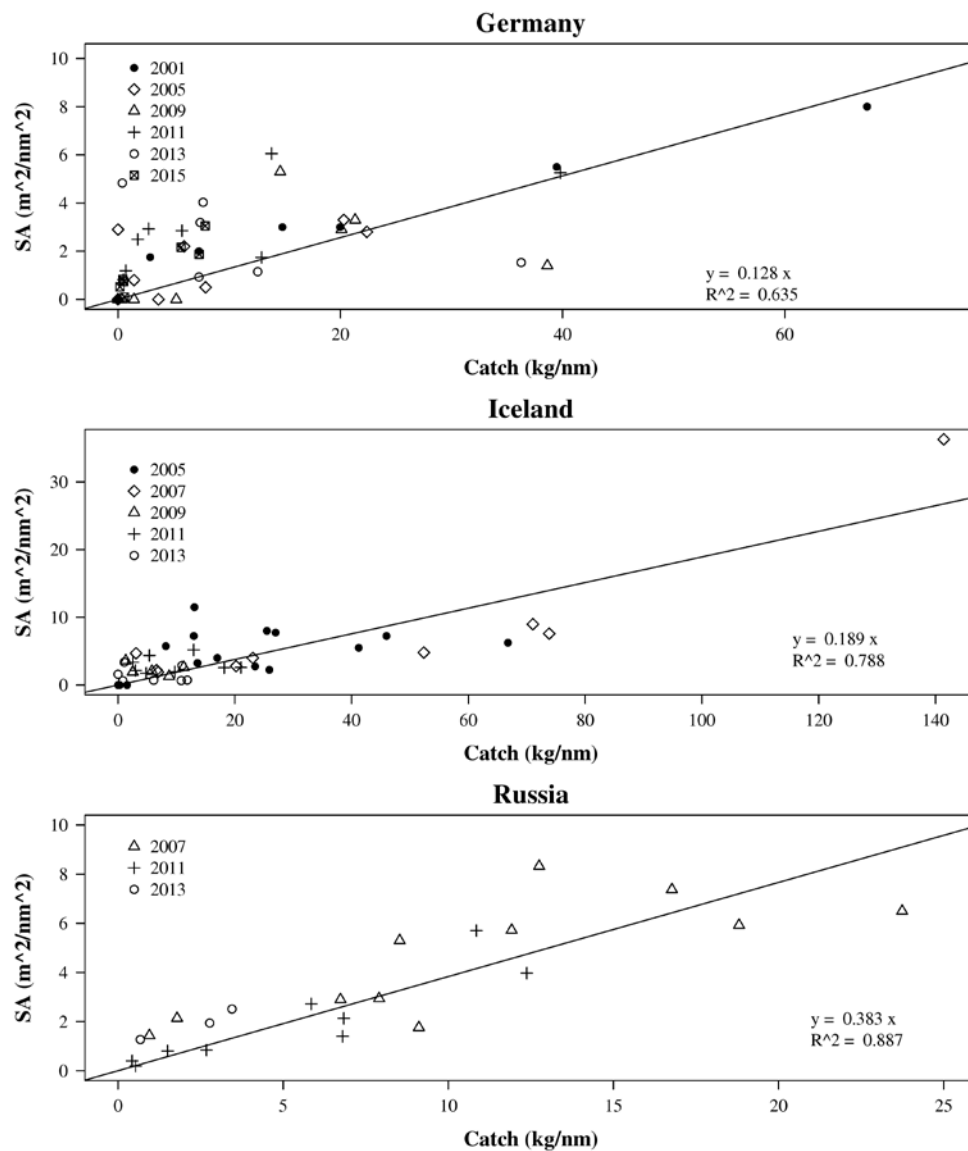 Germany
SA (m^2/nm^2)
10
8
6
4
2
0
2001
2005
2009
2011
2013
2015
y = 0.128 x
R^2 = 0.635
0 20 40 60
Catch (kg/nm)
Iceland
SA (m^2/nm^2)
30
20
10
0
2005
2007
2009
2011
2013
y = 0.189 x
R^2 = 0.788
0 20 40 60 80 100 120 140
Catch (kg/nm)
Russia
SA (m^2/nm^2)
10
8
6
4
2
0
2007
2011
2013
y = 0.383 x
R^2 = 0.887
0 5 10 15 20 25
Catch (kg/nm)